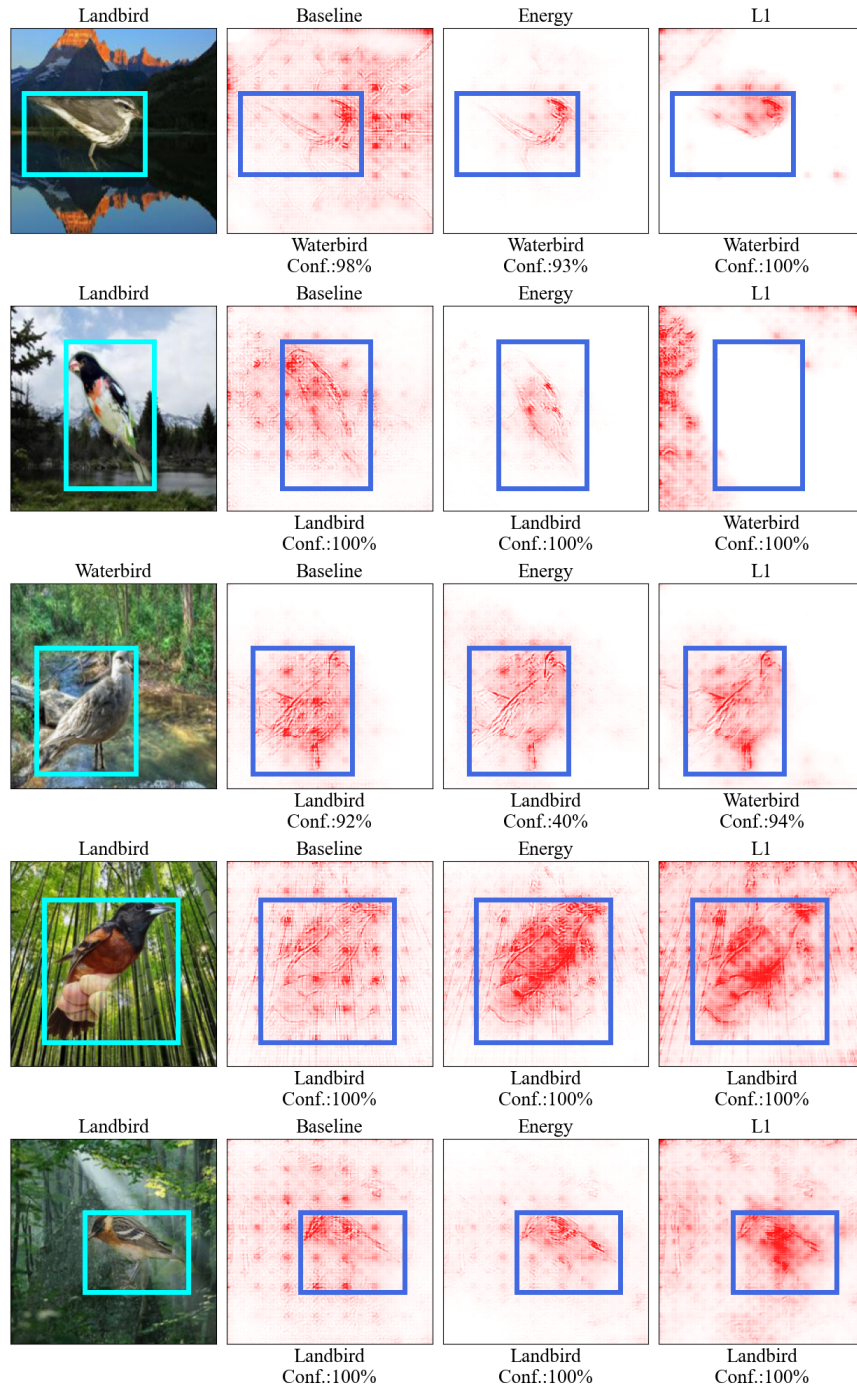 Landbird
Baseline
Energy
L1
Waterbird
Conf.:98%
Waterbird
Conf.:93%
Waterbird
Conf.:100%
Landbird
Baseline
Energy
L1
Landbird
Conf.:100%
Landbird
Conf.:100%
Waterbird
Conf.:100%
Waterbird
Baseline
Energy
L1
Landbird
Conf.:92%
Landbird
Conf.:40%
Waterbird
Conf.:94%
Landbird
Baseline
Energy
L1
Landbird
Conf.:100%
Landbird
Conf.:100%
Landbird
Conf.:100%
Landbird
Baseline
Energy
L1
Landbird
Conf.:100%
Landbird
Conf.:100%
Landbird
Conf.:100%